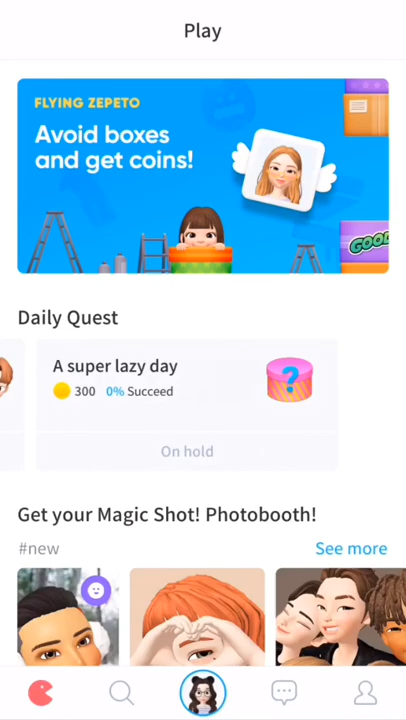 Play
FLYING ZEPETO
Avoid boxes
and get coins!
GOOD
Daily Quest
A super lazy day
300 0% Succeed
?
On hold
Get your Magic Shot! Photobooth!
#new
See more